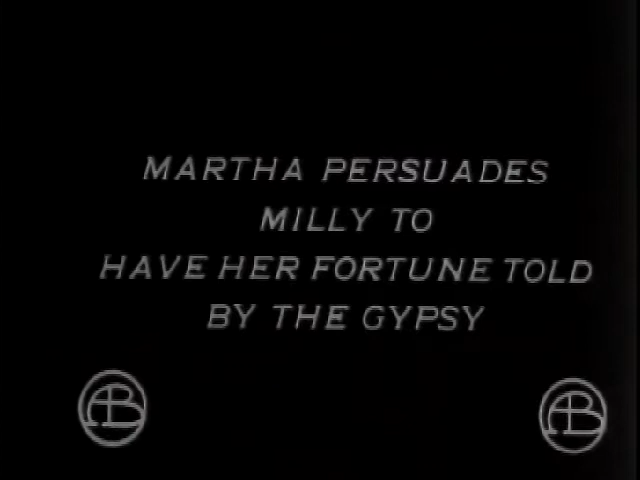 MARTHA PERSUADES
MILLY TO
HAVE HER FORTUNE TOLD
BY THE GYPSY
AB AB